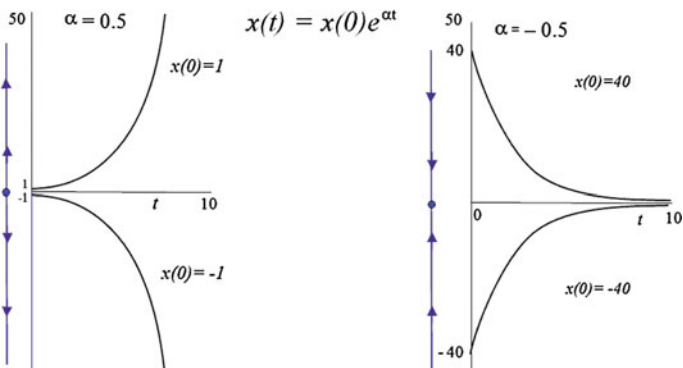 50
α = 0.5
x(t) = x(0)e^αt
50
40
α = – 0.5
x(0)=1
x(0)=40
1
-1
t
10
0
t
10
x(0)= -1
x(0)= -40
-40